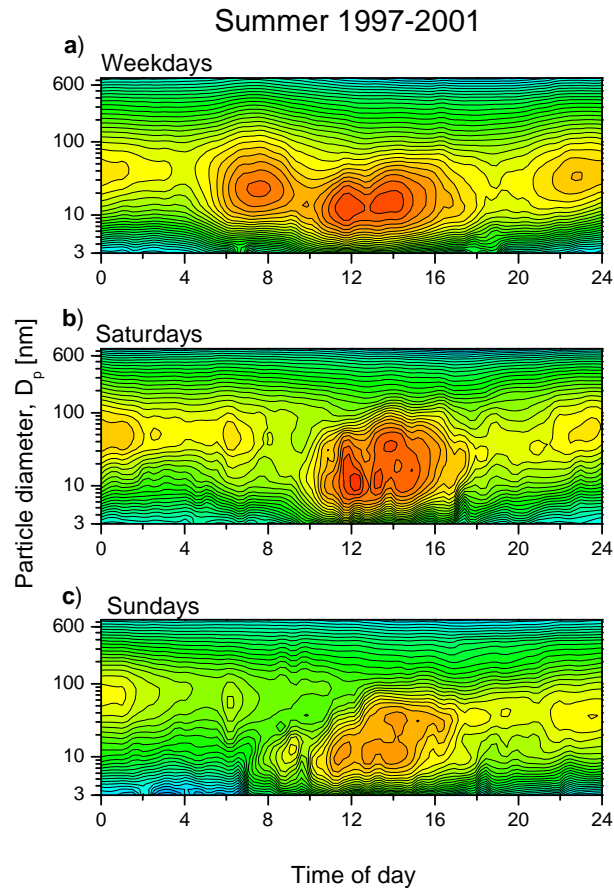 Summer 1997-2001
a)
Weekdays
600
100
10
3
0 4 8 12 16 20 24
b)
Saturdays
600
100
10
3
0 4 8 12 16 20 24
c)
Sundays
600
100
10
3
0 4 8 12 16 20 24
Particle diameter, Dp [nm]
Time of day